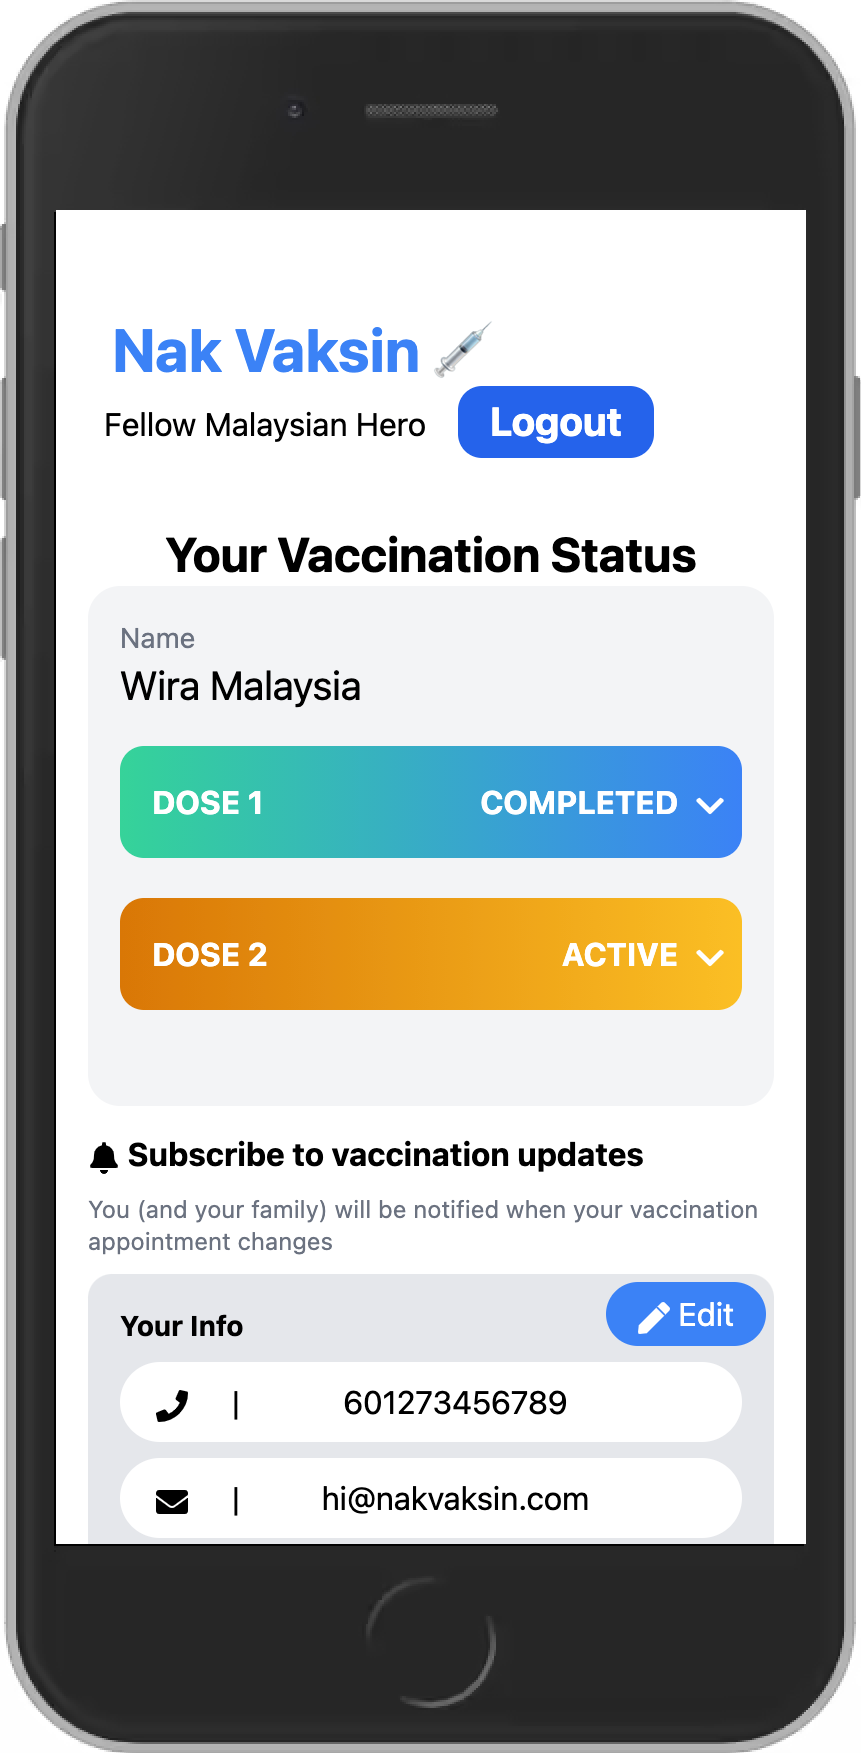 Nak Vaksin
Fellow Malaysian Hero
Logout
Your Vaccination Status
Name
Wira Malaysia
DOSE 1 COMPLETED
DOSE 2 ACTIVE
Subscribe to vaccination updates
You (and your family) will be notified when your vaccination
appointment changes
Your Info
Edit
| 601273456789
| hi@nakvaksin.com